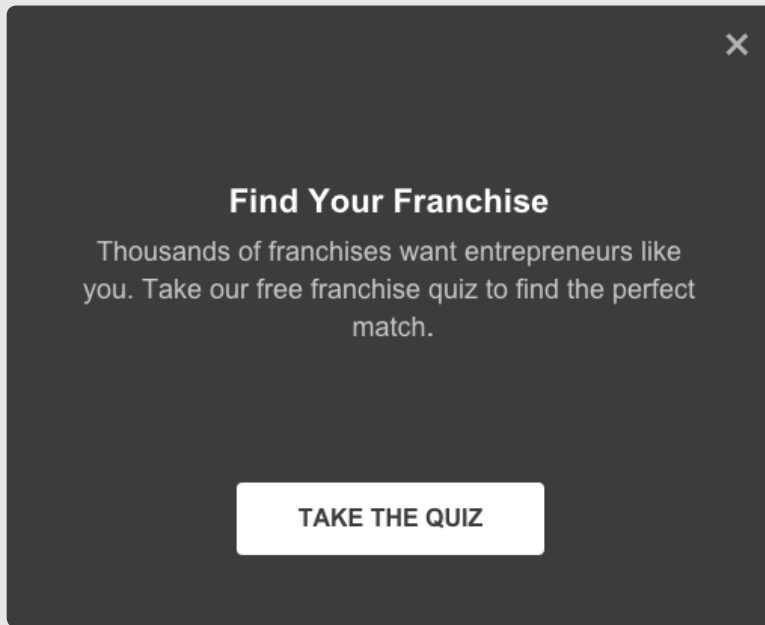 Find Your Franchise
Thousands of franchises want entrepreneurs like
you. Take our free franchise quiz to find the perfect
match.
TAKE THE QUIZ